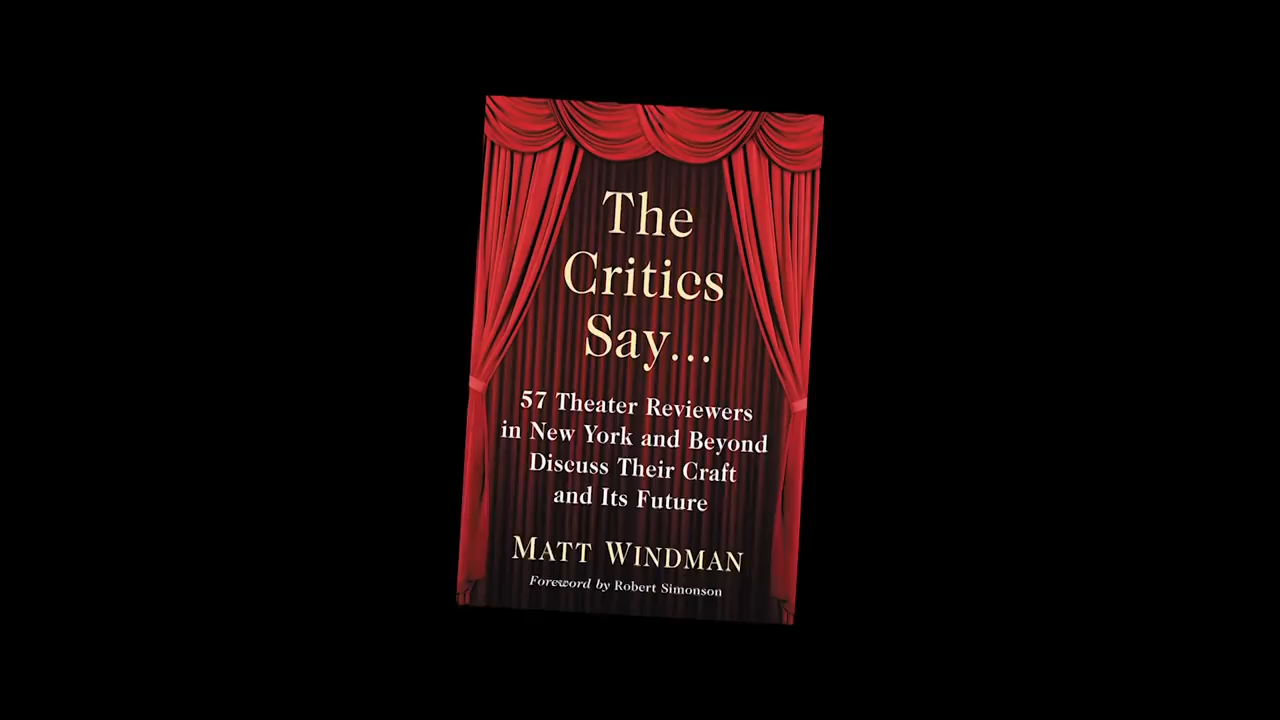 The
Critics
Say...
57 Theater Reviewers
in New York and Beyond
Discuss Their Craft
and Its Future
MATT WINDMAN
Foreword by Robert Simonson